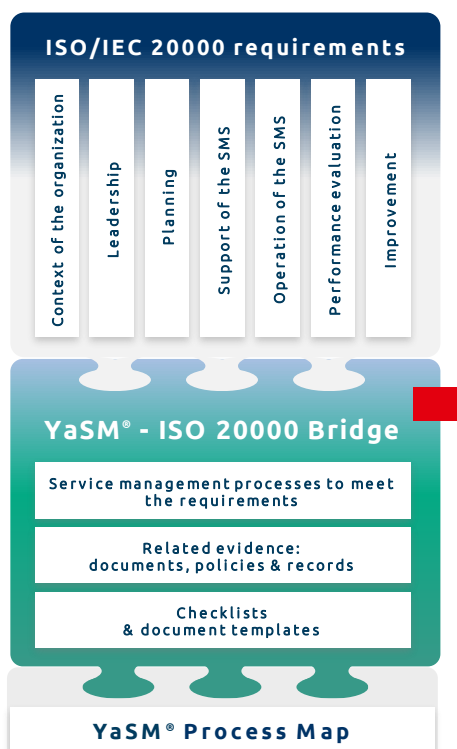 ISO/IEC 20000 requirements
Context of the organization
Leadership
Planning
Support of the SMS
Operation of the SMS
Performance evaluation
Improvement
YaSM® - ISO 20000 Bridge
Service management processes to meet
the requirements
Related evidence:
documents, policies & records
Checklists
& document templates
YaSM® Process Map